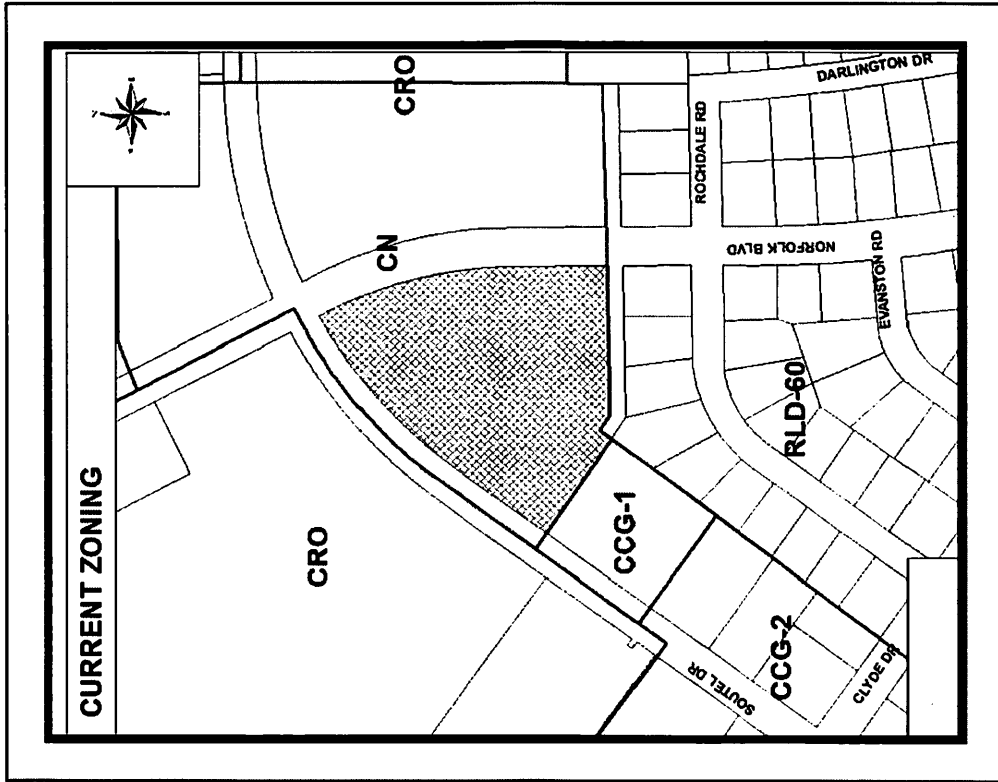 CURRENT ZONING
CRO
CRO
CN
CCG-1
CCG-2
RLD-60
ROCHDALE RD
DARLINGTON DR
NORFOLK BLVD
EVANSTON RD
SOUTEL DR
CLYDE DR